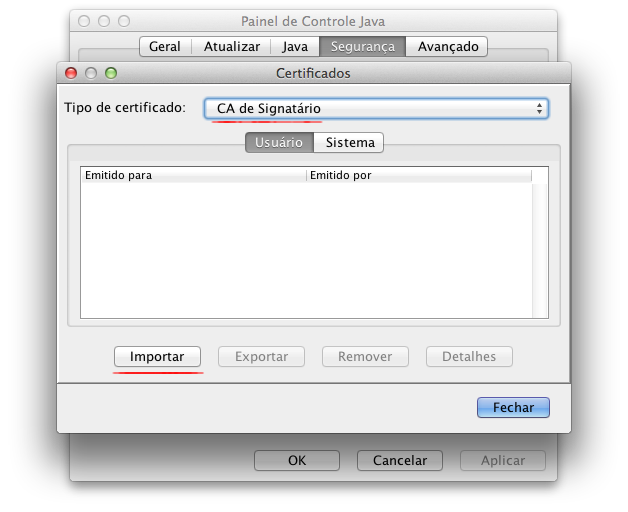 Painel de Controle Java
Geral Atualizar Java Segurança Avançado
Certificados
Tipo de certificado: CA de Signatário
Usuário Sistema
Emitido para Emitido por
Importar Exportar Remover Detalhes
Fechar
OK Cancelar Aplicar